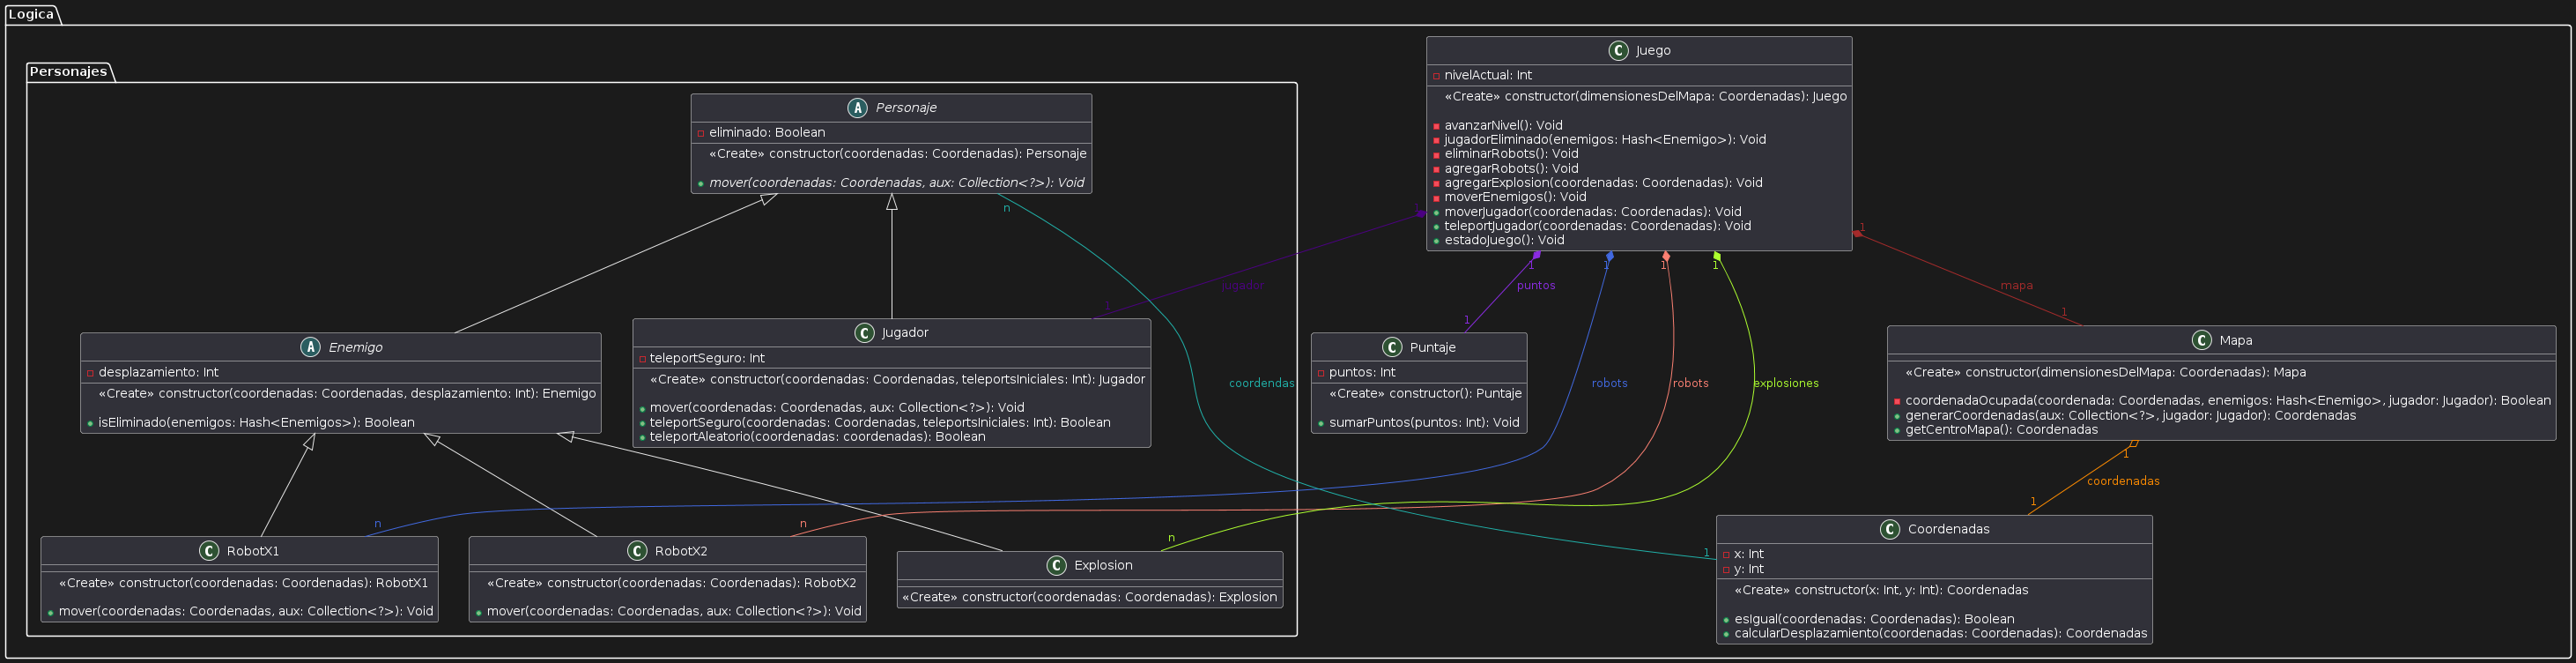 Logica
Personajes
Juego
nivelActual: Int
«Create» constructor(dimensionesDelMapa: Coordenadas): Juego
avanzarNivel(): Void
jugadorEliminado(enemigos: Hash<Enemigo>): Void
eliminarRobots(): Void
agregarRobots(): Void
agregarExplosion(coordenadas: Coordenadas): Void
moverEnemigos(): Void
moverJugador(coordenadas: Coordenadas): Void
teleportJugador(coordenadas: Coordenadas): Void
estadoJuego(): Void
Personaje
eliminado: Boolean
«Create» constructor(coordenadas: Coordenadas): Personaje
mover(coordenadas: Coordenadas, aux: Collection<?>): Void
n
1
1
1
1
1
1
jugador
puntos
mapa
1
1
1
Enemigo
desplazamiento: Int
«Create» constructor(coordenadas: Coordenadas, desplazamiento: Int): Enemigo
isEliminado(enemigos: Hash<Enemigos>): Boolean
Jugador
teleportSeguro: Int
«Create» constructor(coordenadas: Coordenadas, teleportsIniciales: Int): Jugador
mover(coordenadas: Coordenadas, aux: Collection<?>): Void
teleportSeguro(coordenadas: Coordenadas, teleportsIniciales: Int): Boolean
teleportAleatorio(coordenadas: coordenadas): Boolean
coordendas
Puntaje
puntos: Int
«Create» constructor(): Puntaje
sumarPuntos(puntos: Int): Void
robots
robots
explosiones
Mapa
«Create» constructor(dimensionesDelMapa: Coordenadas): Mapa
coordenadaOcupada(coordenada: Coordenadas, enemigos: Hash<Enemigo>, jugador: Jugador): Boolean
generarCoordenadas(aux: Collection<?>, jugador: Jugador): Coordenadas
getCentroMapa(): Coordenadas
1
coordenadas
1
n
n
n
1
RobotX1
«Create» constructor(coordenadas: Coordenadas): RobotX1
mover(coordenadas: Coordenadas, aux: Collection<?>): Void
RobotX2
«Create» constructor(coordenadas: Coordenadas): RobotX2
mover(coordenadas: Coordenadas, aux: Collection<?>): Void
Explosion
«Create» constructor(coordenadas: Coordenadas): Explosion
Coordenadas
x: Int
y: Int
«Create» constructor(x: Int, y: Int): Coordenadas
esIgual(coordenadas: Coordenadas): Boolean
calcularDesplazamiento(coordenadas: Coordenadas): Coordenadas